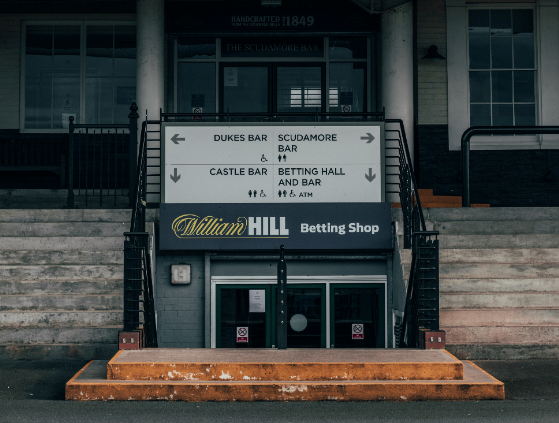 HANDCRAFTED
1849
THE SCUDAMORE BAR
DUKES BAR
SCUDAMORE
BAR
CASTLE BAR
BETTING HALL
AND BAR
ATM
William HILL Betting Shop